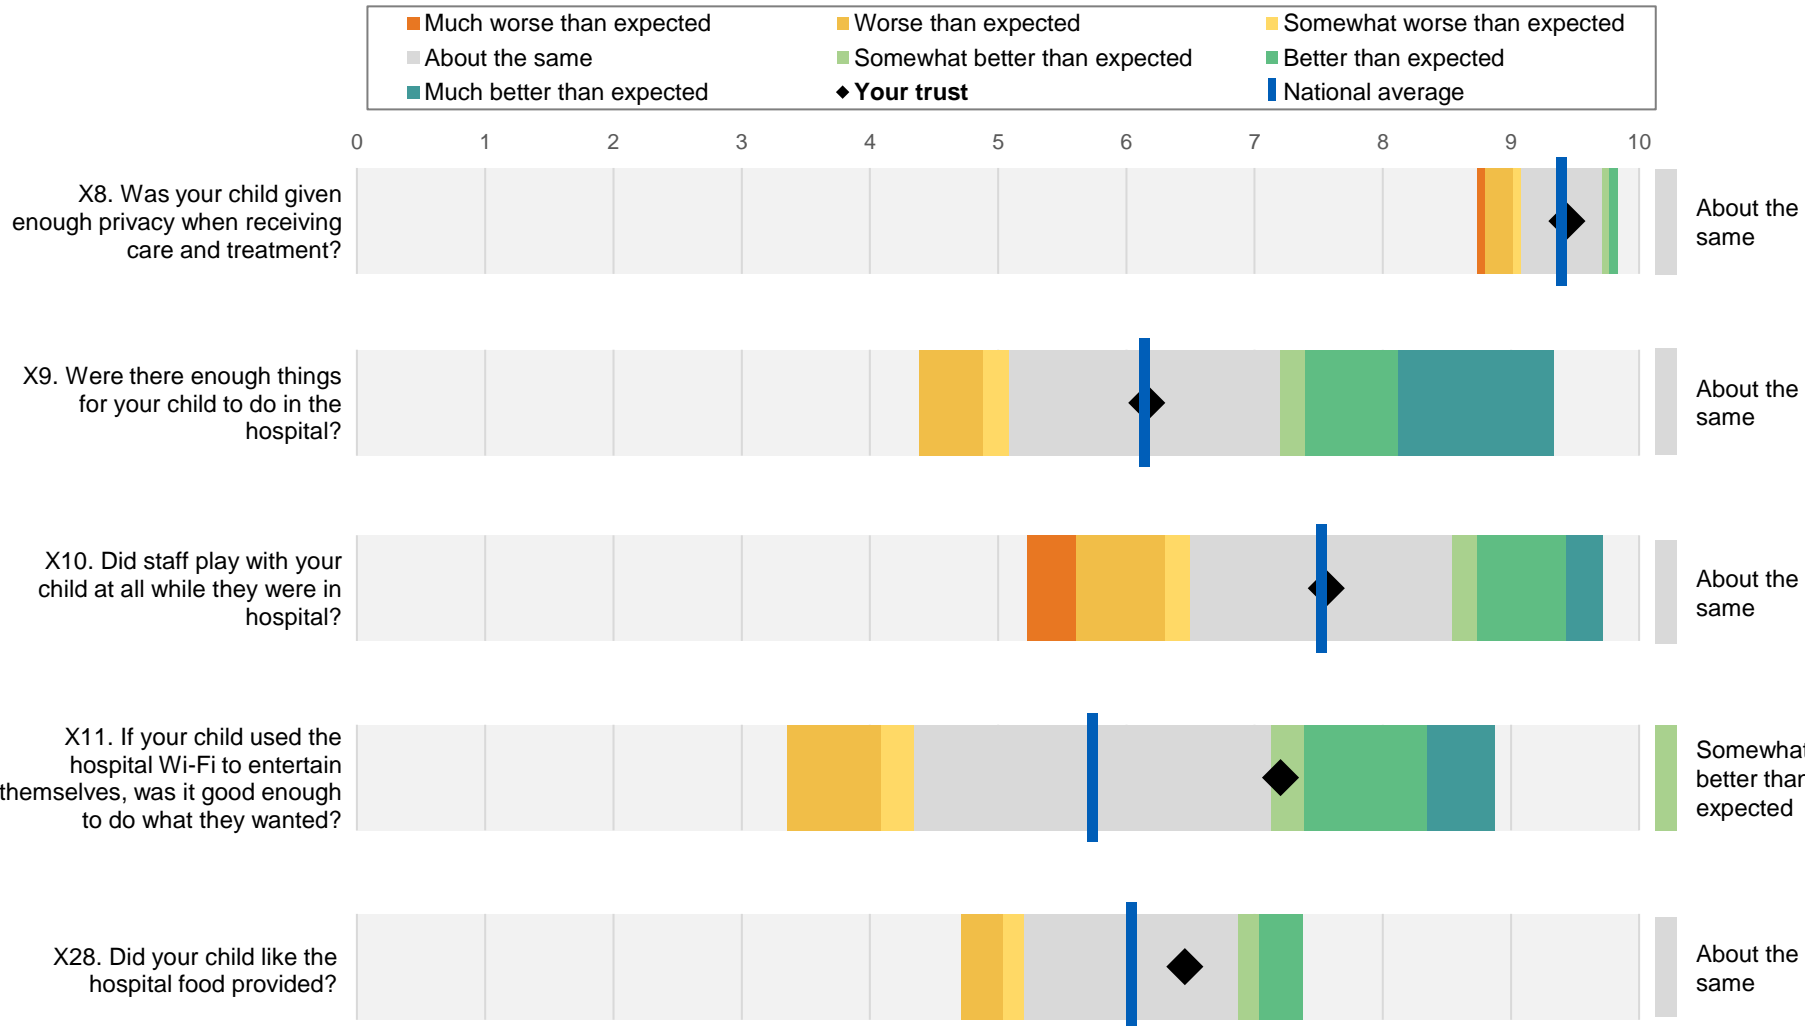 Much worse than expected
Worse than expected
Somewhat worse than expected
About the same
Somewhat better than expected
Better than expected
Much better than expected
Your trust
National average
0 1 2 3 4 5 6 7 8 9 10
X8. Was your child given
enough privacy when receiving
care and treatment?
About the
same
X9. Were there enough things
for your child to do in the
hospital?
About the
same
X10. Did staff play with your
child at all while they were in
hospital?
About the
same
X11. If your child used the
hospital Wi-Fi to entertain
themselves, was it good enough
to do what they wanted?
Somewhat
better than
expected
X28. Did your child like the
hospital food provided?
About the
same